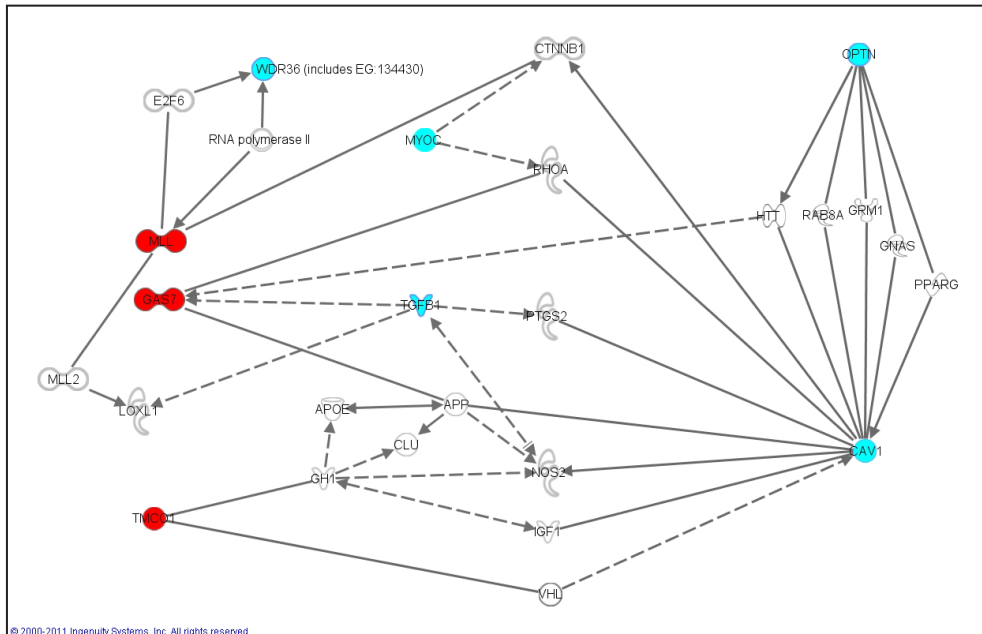 CTNNB1
OPTN
WDR36 (includes EG:134430)
E2F6
RNA polymerase II
MYOC
RHOA
HTT
RAB8A
GRM1
MLL
GNAS
PPARG
GAS7
TGFB1
PTGS2
MLL2
LOXL1
APOE
APP
CLU
CAV1
GH1
NOS2
TMCO1
IGF1
VHL
© 2000-2011 Ingenuity Systems, Inc. All rights reserved.